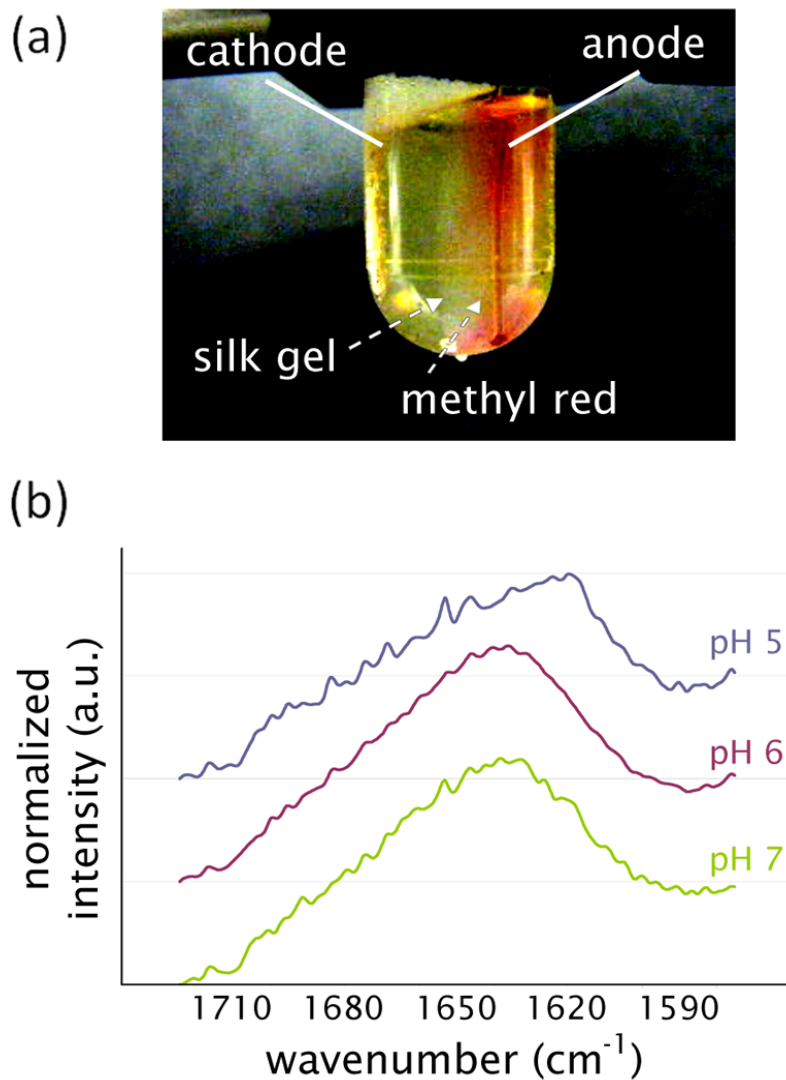 (a)
cathode
anode
silk gel
methyl red
(b)
normalized
intensity (a.u.)
pH 5
pH 6
pH 7
1710 1680 1650 1620 1590
wavenumber (cm⁻¹)